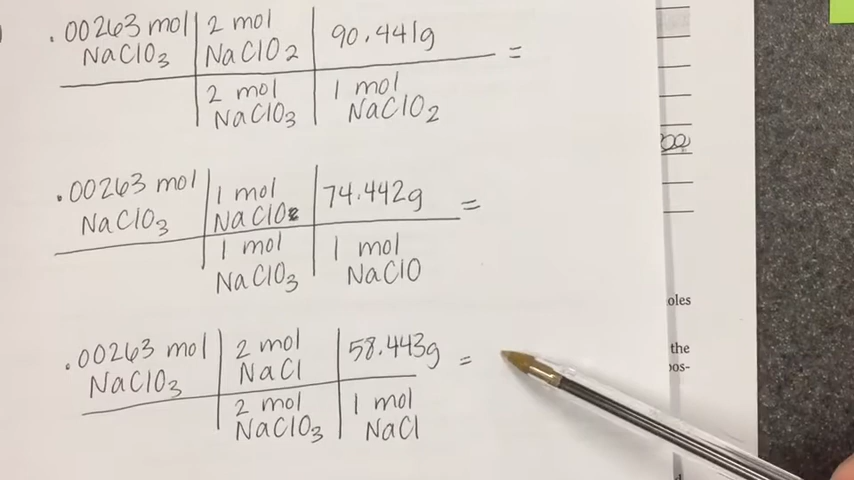 .00263 mol 2 mol 90.441g
NaClO3 NaClO2 =
2 mol 1 mol
NaClO3 NaClO2
.00263 mol 1 mol 74.442g =
NaClO3 NaClO
1 mol 1 mol
NaClO3 NaClO
.00263 mol 2 mol 58.443g =
NaClO3 NaCl
2 mol 1 mol
NaClO3 NaCl
oles
the
pos-